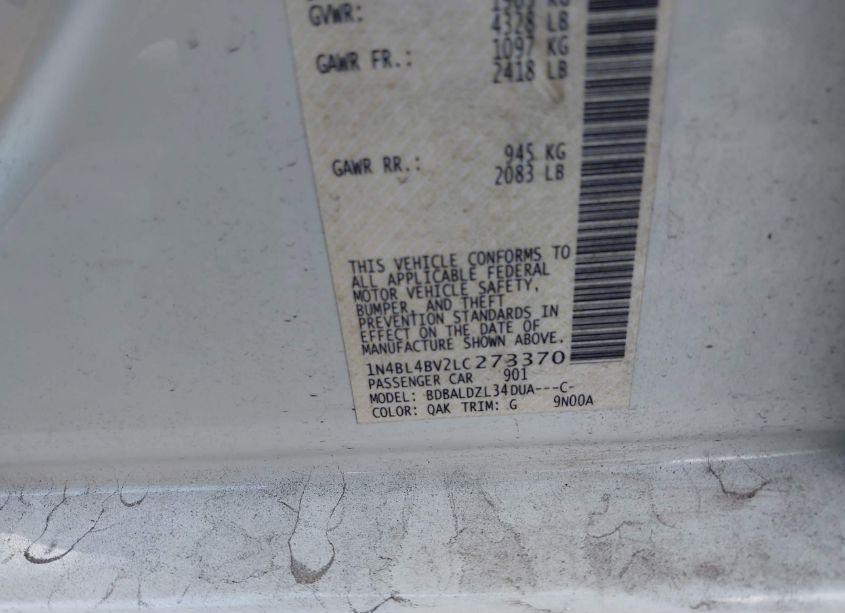 GVWR: 4328 LB
GAWR FR.: 1097 KG
2418 LB
GAWR RR.: 945 KG
2083 LB
THIS VEHICLE CONFORMS TO
ALL APPLICABLE FEDERAL
MOTOR VEHICLE SAFETY,
BUMPER, AND THEFT
PREVENTION STANDARDS IN
EFFECT ON THE DATE OF
MANUFACTURE SHOWN ABOVE.
1N4BL4BV2LC273370
PASSENGER CAR 901
MODEL: BDBALDZL34DUA---C-
COLOR: QAK TRIM: G 9N00A